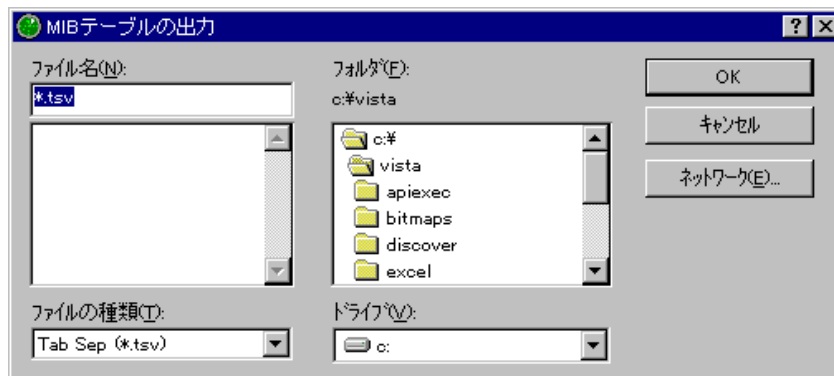 MIBテーブルの出力
ファイル名(N):
*.tsv
フォルダ(F):
c:¥vista
c:¥
vista
apiexec
bitmaps
discover
excel
OK
キャンセル
ネットワーク(E)...
ファイルの種類(T):
Tab Sep (*.tsv)
ドライブ(V):
c: